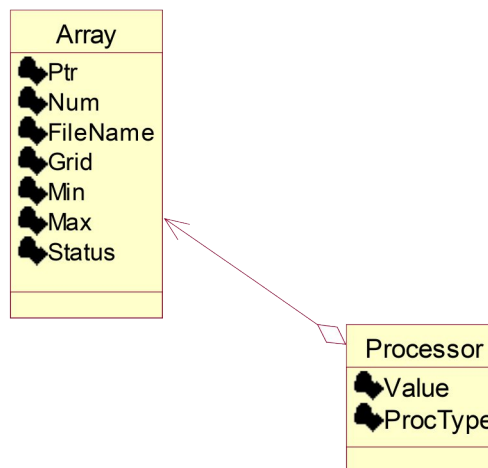 Array
Ptr
Num
FileName
Grid
Min
Max
Status
Processor
Value
ProcType